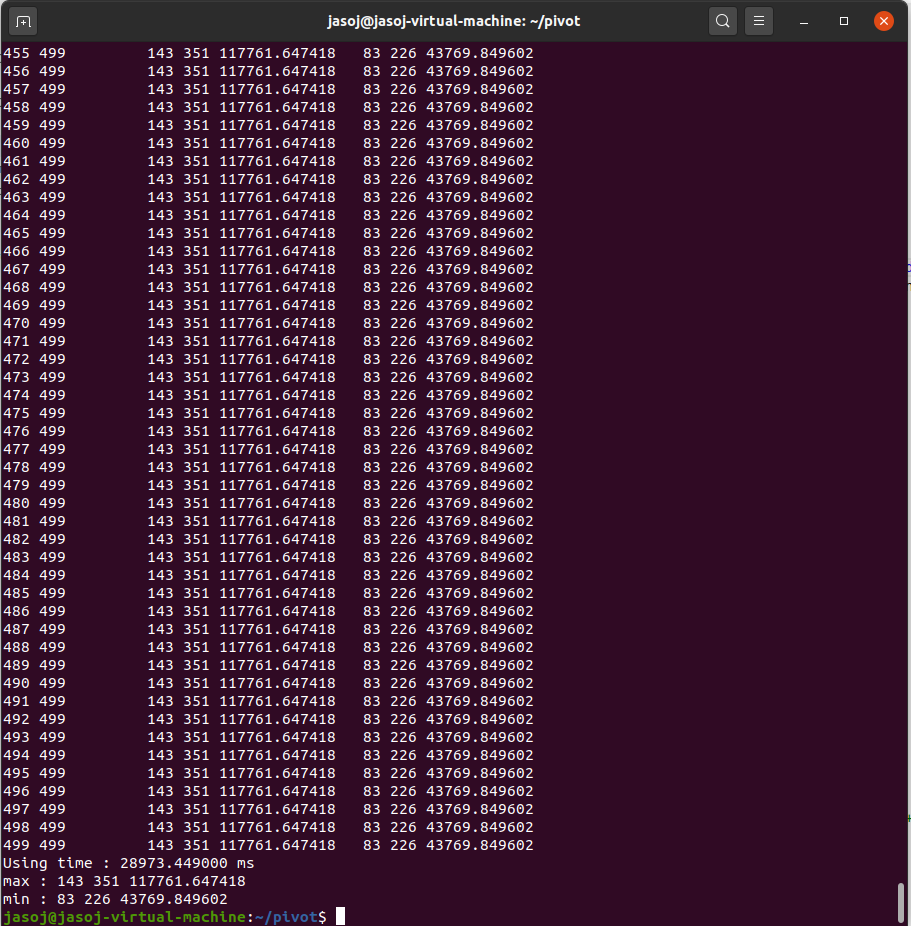 jasoj@jasoj-virtual-machine: ~/pivot
455 499         143 351 117761.647418   83 226 43769.849602
456 499         143 351 117761.647418   83 226 43769.849602
457 499         143 351 117761.647418   83 226 43769.849602
458 499         143 351 117761.647418   83 226 43769.849602
459 499         143 351 117761.647418   83 226 43769.849602
460 499         143 351 117761.647418   83 226 43769.849602
461 499         143 351 117761.647418   83 226 43769.849602
462 499         143 351 117761.647418   83 226 43769.849602
463 499         143 351 117761.647418   83 226 43769.849602
464 499         143 351 117761.647418   83 226 43769.849602
465 499         143 351 117761.647418   83 226 43769.849602
466 499         143 351 117761.647418   83 226 43769.849602
467 499         143 351 117761.647418   83 226 43769.849602
468 499         143 351 117761.647418   83 226 43769.849602
469 499         143 351 117761.647418   83 226 43769.849602
470 499         143 351 117761.647418   83 226 43769.849602
471 499         143 351 117761.647418   83 226 43769.849602
472 499         143 351 117761.647418   83 226 43769.849602
473 499         143 351 117761.647418   83 226 43769.849602
474 499         143 351 117761.647418   83 226 43769.849602
475 499         143 351 117761.647418   83 226 43769.849602
476 499         143 351 117761.647418   83 226 43769.849602
477 499         143 351 117761.647418   83 226 43769.849602
478 499         143 351 117761.647418   83 226 43769.849602
479 499         143 351 117761.647418   83 226 43769.849602
480 499         143 351 117761.647418   83 226 43769.849602
481 499         143 351 117761.647418   83 226 43769.849602
482 499         143 351 117761.647418   83 226 43769.849602
483 499         143 351 117761.647418   83 226 43769.849602
484 499         143 351 117761.647418   83 226 43769.849602
485 499         143 351 117761.647418   83 226 43769.849602
486 499         143 351 117761.647418   83 226 43769.849602
487 499         143 351 117761.647418   83 226 43769.849602
488 499         143 351 117761.647418   83 226 43769.849602
489 499         143 351 117761.647418   83 226 43769.849602
490 499         143 351 117761.647418   83 226 43769.849602
491 499         143 351 117761.647418   83 226 43769.849602
492 499         143 351 117761.647418   83 226 43769.849602
493 499         143 351 117761.647418   83 226 43769.849602
494 499         143 351 117761.647418   83 226 43769.849602
495 499         143 351 117761.647418   83 226 43769.849602
496 499         143 351 117761.647418   83 226 43769.849602
497 499         143 351 117761.647418   83 226 43769.849602
498 499         143 351 117761.647418   83 226 43769.849602
499 499         143 351 117761.647418   83 226 43769.849602
Using time : 28973.449000 ms
max : 143 351 117761.647418
min : 83 226 43769.849602
jasoj@jasoj-virtual-machine:~/pivot$